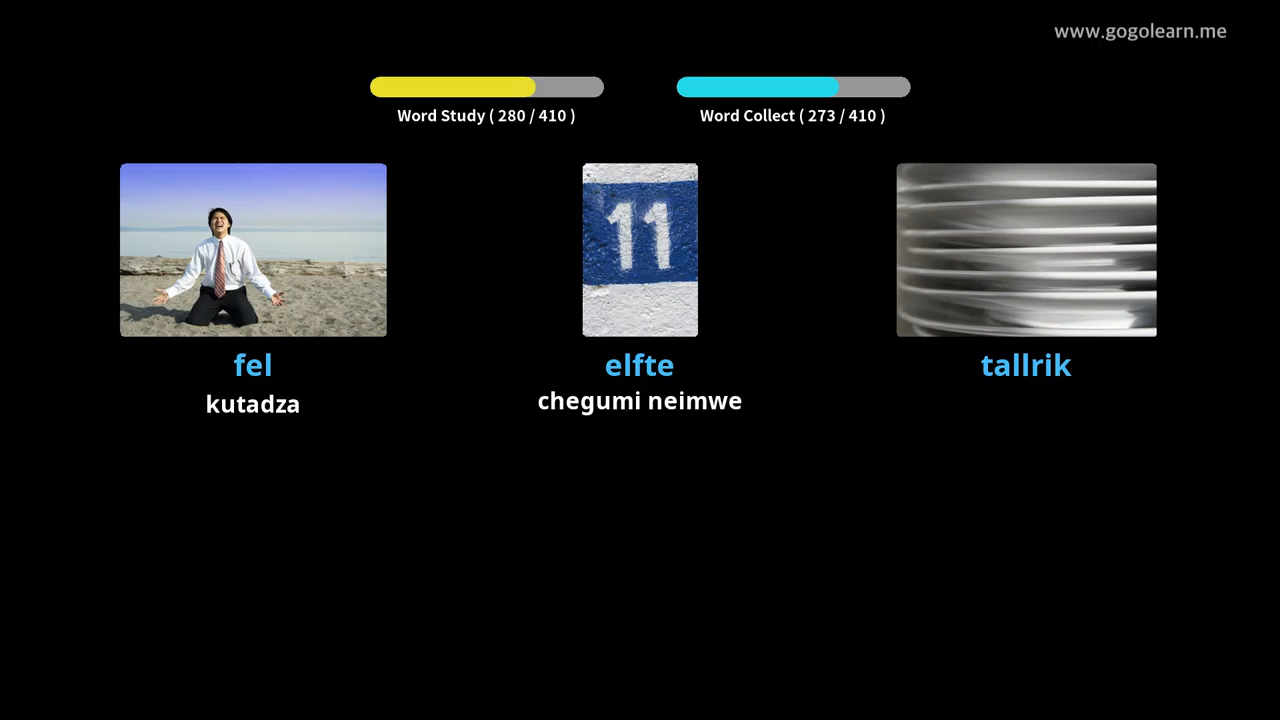 www.gogolearn.me
Word Study ( 280 / 410 )
Word Collect ( 273 / 410 )
11
fel
elfte
tallrik
kutadza
chegumi neimwe